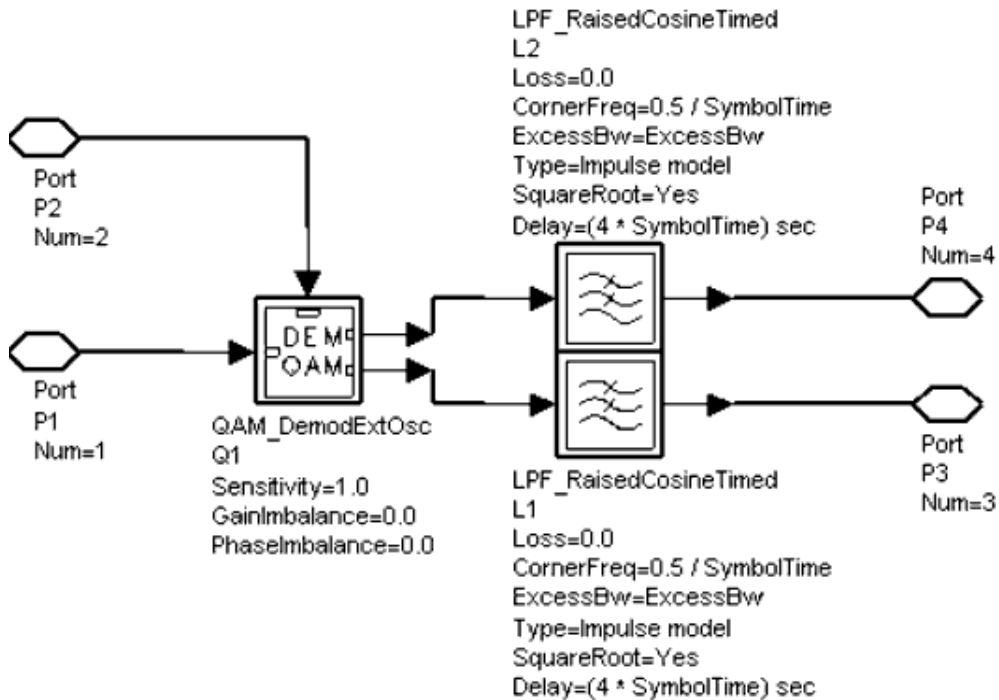 LPF_RaisedCosineTimed
L2
Loss=0.0
CornerFreq=0.5 / SymbolTime
ExcessBw=ExcessBw
Type=Impulse model
SquareRoot=Yes
Delay=(4 * SymbolTime) sec
Port
P2
Num=2
Port
P4
Num=4
DEM
QAM
Port
P1
Num=1
QAM_DemodExtOsc
Q1
Sensitivity=1.0
GainImbalance=0.0
PhaseImbalance=0.0
Port
P3
Num=3
LPF_RaisedCosineTimed
L1
Loss=0.0
CornerFreq=0.5 / SymbolTime
ExcessBw=ExcessBw
Type=Impulse model
SquareRoot=Yes
Delay=(4 * SymbolTime) sec